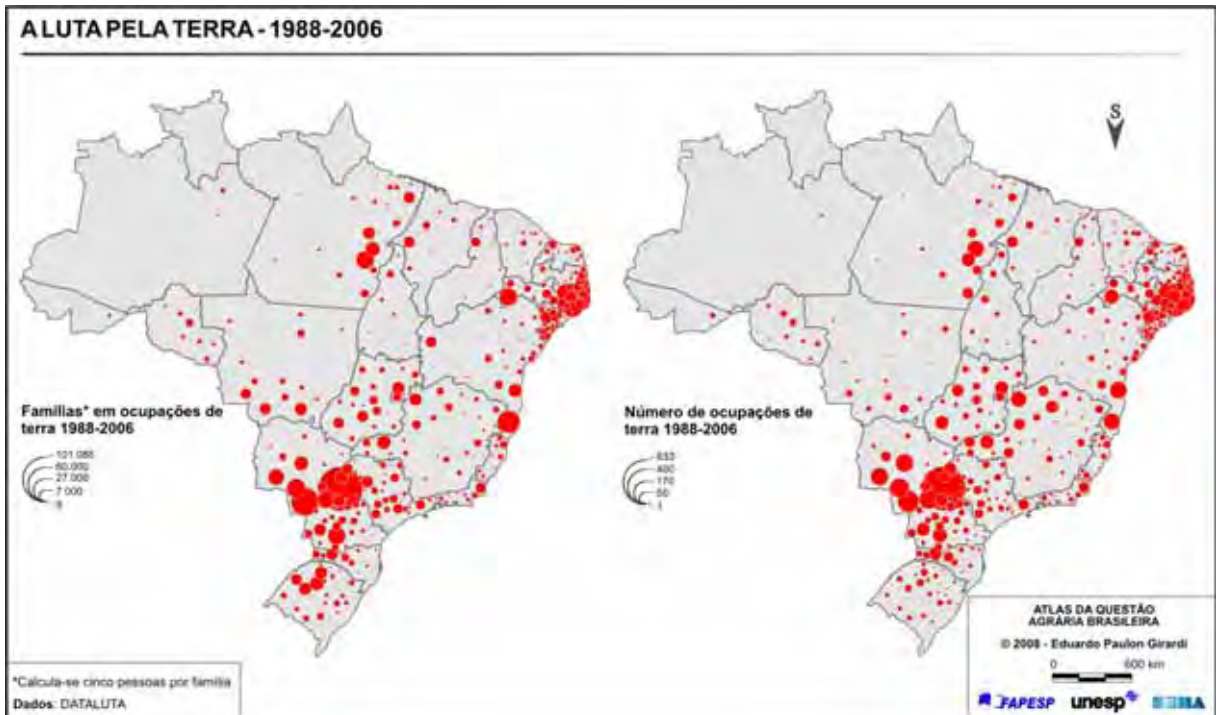 A LUTA PELA TERRA - 1988-2006
S
Famílias* em ocupações de
terra 1988-2006
101.088
60.000
27.000
7 000
Número de ocupações de
terra 1988-2006
400
170
50
1
ATLAS DA QUESTÃO
AGRÁRIA BRASILEIRA
© 2008 - Eduardo Paulon Girardi
0 600 km
FAPESP unesp
*Calcula-se cinco pessoas por família
Dados: DATALUTA